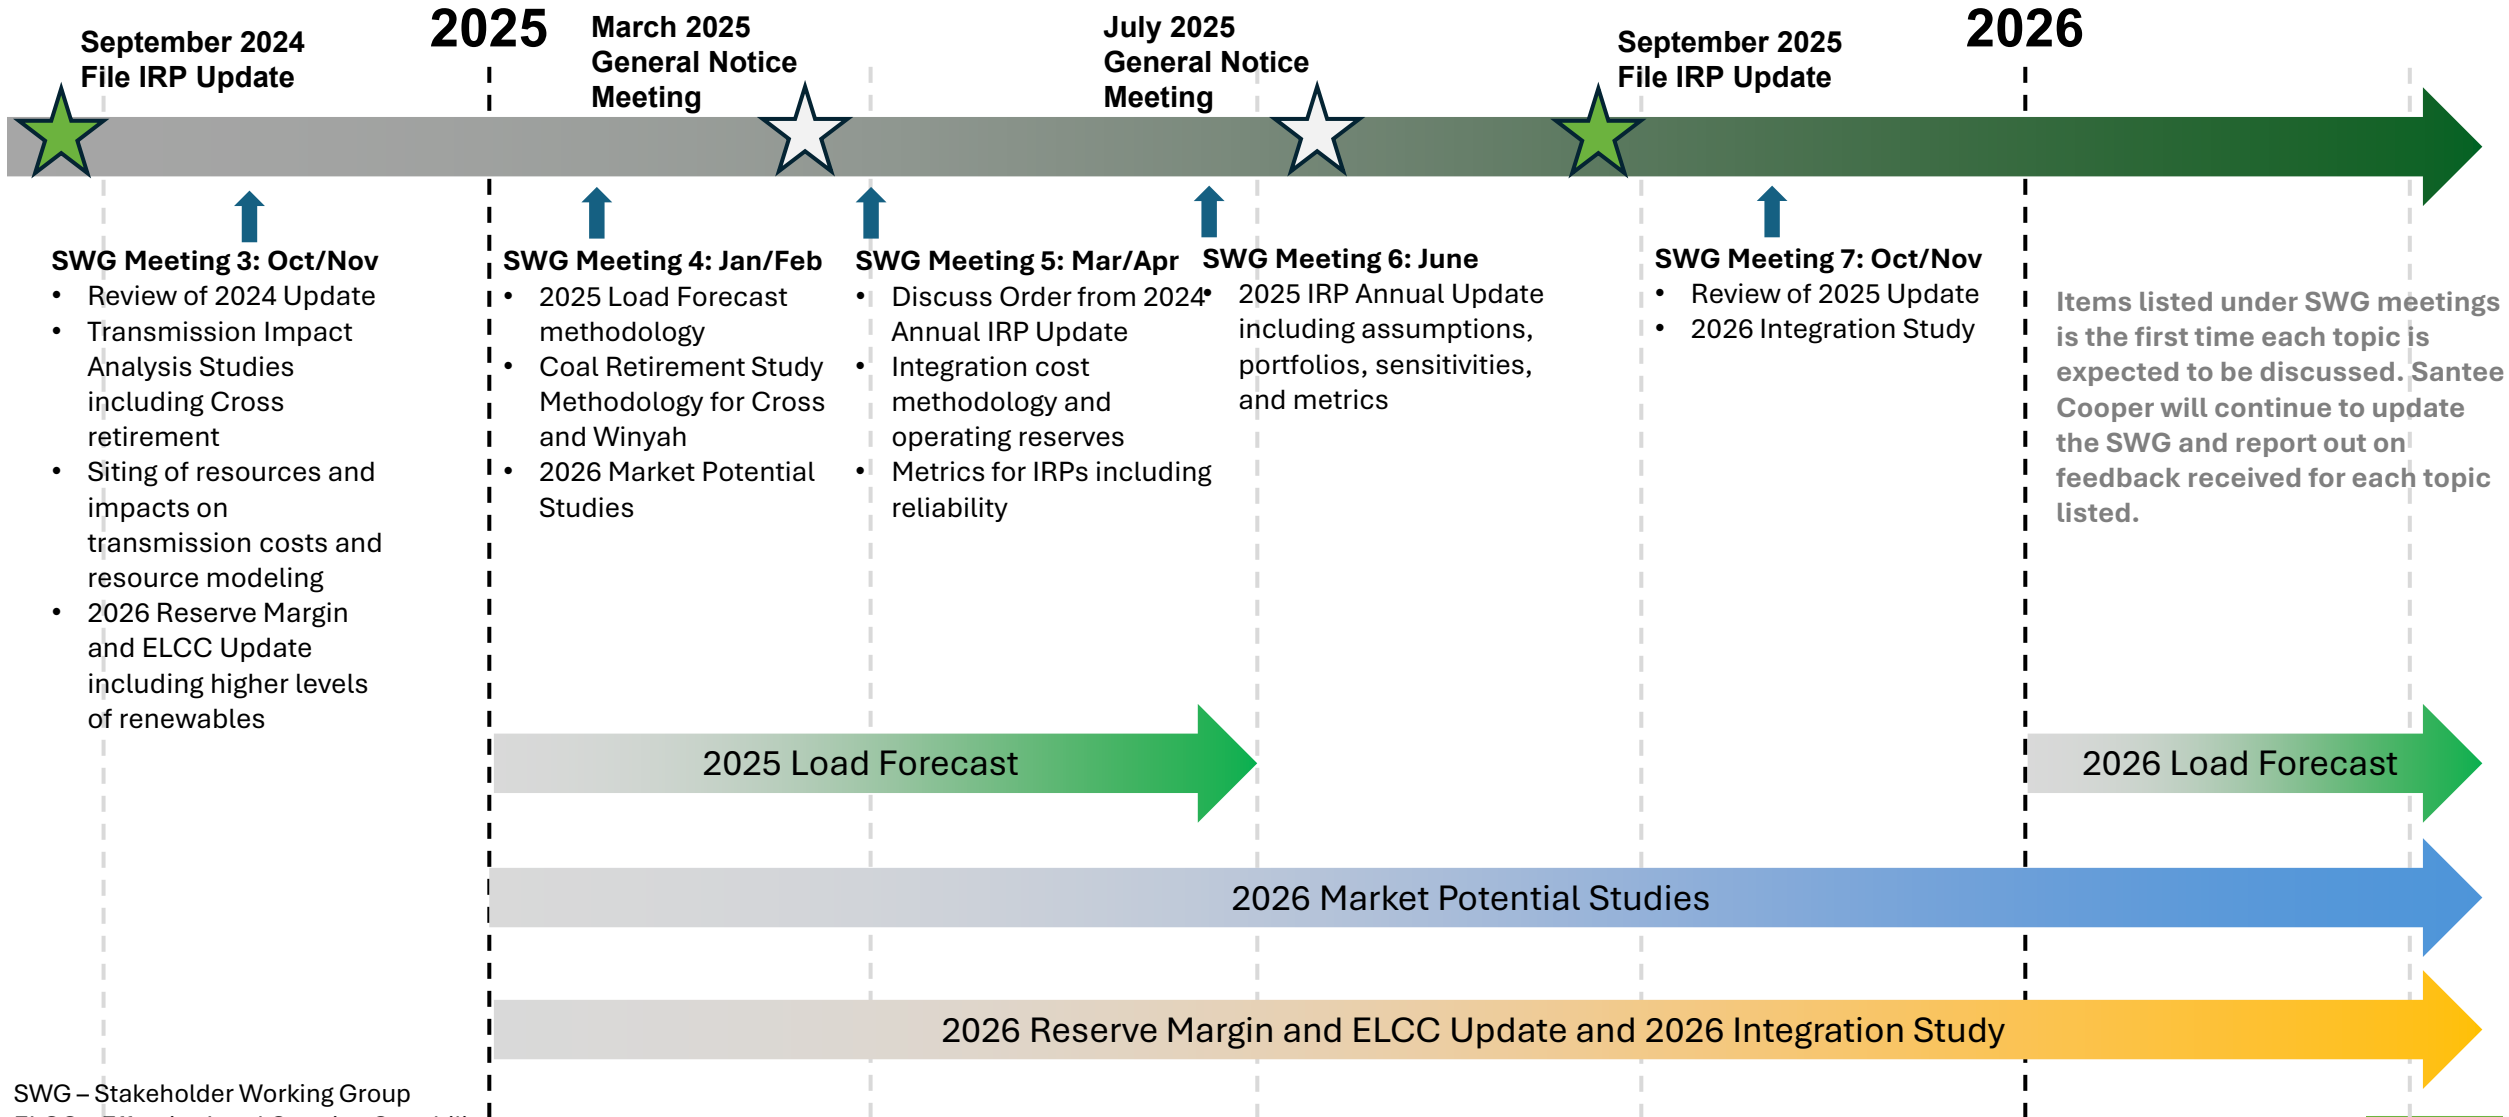 September 2024
File IRP Update
2025
March 2025
General Notice
Meeting
July 2025
General Notice
Meeting
September 2025
File IRP Update
2026
SWG Meeting 3: Oct/Nov
• Review of 2024 Update
• Transmission Impact
Analysis Studies
including Cross
retirement
• Siting of resources and
impacts on
transmission costs and
resource modeling
• 2026 Reserve Margin
and ELCC Update
including higher levels
of renewables
SWG Meeting 4: Jan/Feb
• 2025 Load Forecast
methodology
• Coal Retirement Study
Methodology for Cross
and Winyah
• 2026 Market Potential
Studies
SWG Meeting 5: Mar/Apr
• Discuss Order from 2024
Annual IRP Update
• Integration cost
methodology and
operating reserves
• Metrics for IRPs including
reliability
SWG Meeting 6: June
• 2025 IRP Annual Update
including assumptions,
portfolios, sensitivities,
and metrics
SWG Meeting 7: Oct/Nov
• Review of 2025 Update
• 2026 Integration Study
Items listed under SWG meetings
is the first time each topic is
expected to be discussed. Santee
Cooper will continue to update
the SWG and report out on
feedback received for each topic
listed.
2025 Load Forecast
2026 Load Forecast
2026 Market Potential Studies
2026 Reserve Margin and ELCC Update and 2026 Integration Study
SWG – Stakeholder Working Group